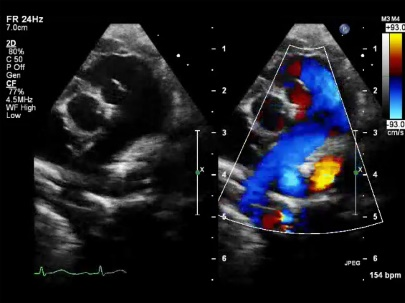 FR 24Hz
7.0cm
2D
80%
C 50
P Off
Gen
CF
77%
4.5MHz
WF High
Low
M3 M4
+93.0
-93.0
cm/s
1
2
3
4
5
6
1
2
3
x
4
5
6
x
JPEG
154 bpm